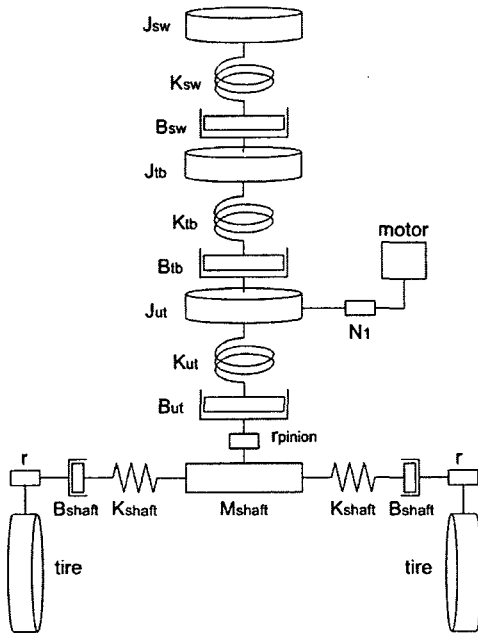 Jsw
Ksw
Bsw
Jtb
Ktb
motor
Btb
Jut
N1
Kut
But
rpinion
r
r
Bshaft
Kshaft
Mshaft
Kshaft
Bshaft
tire
tire